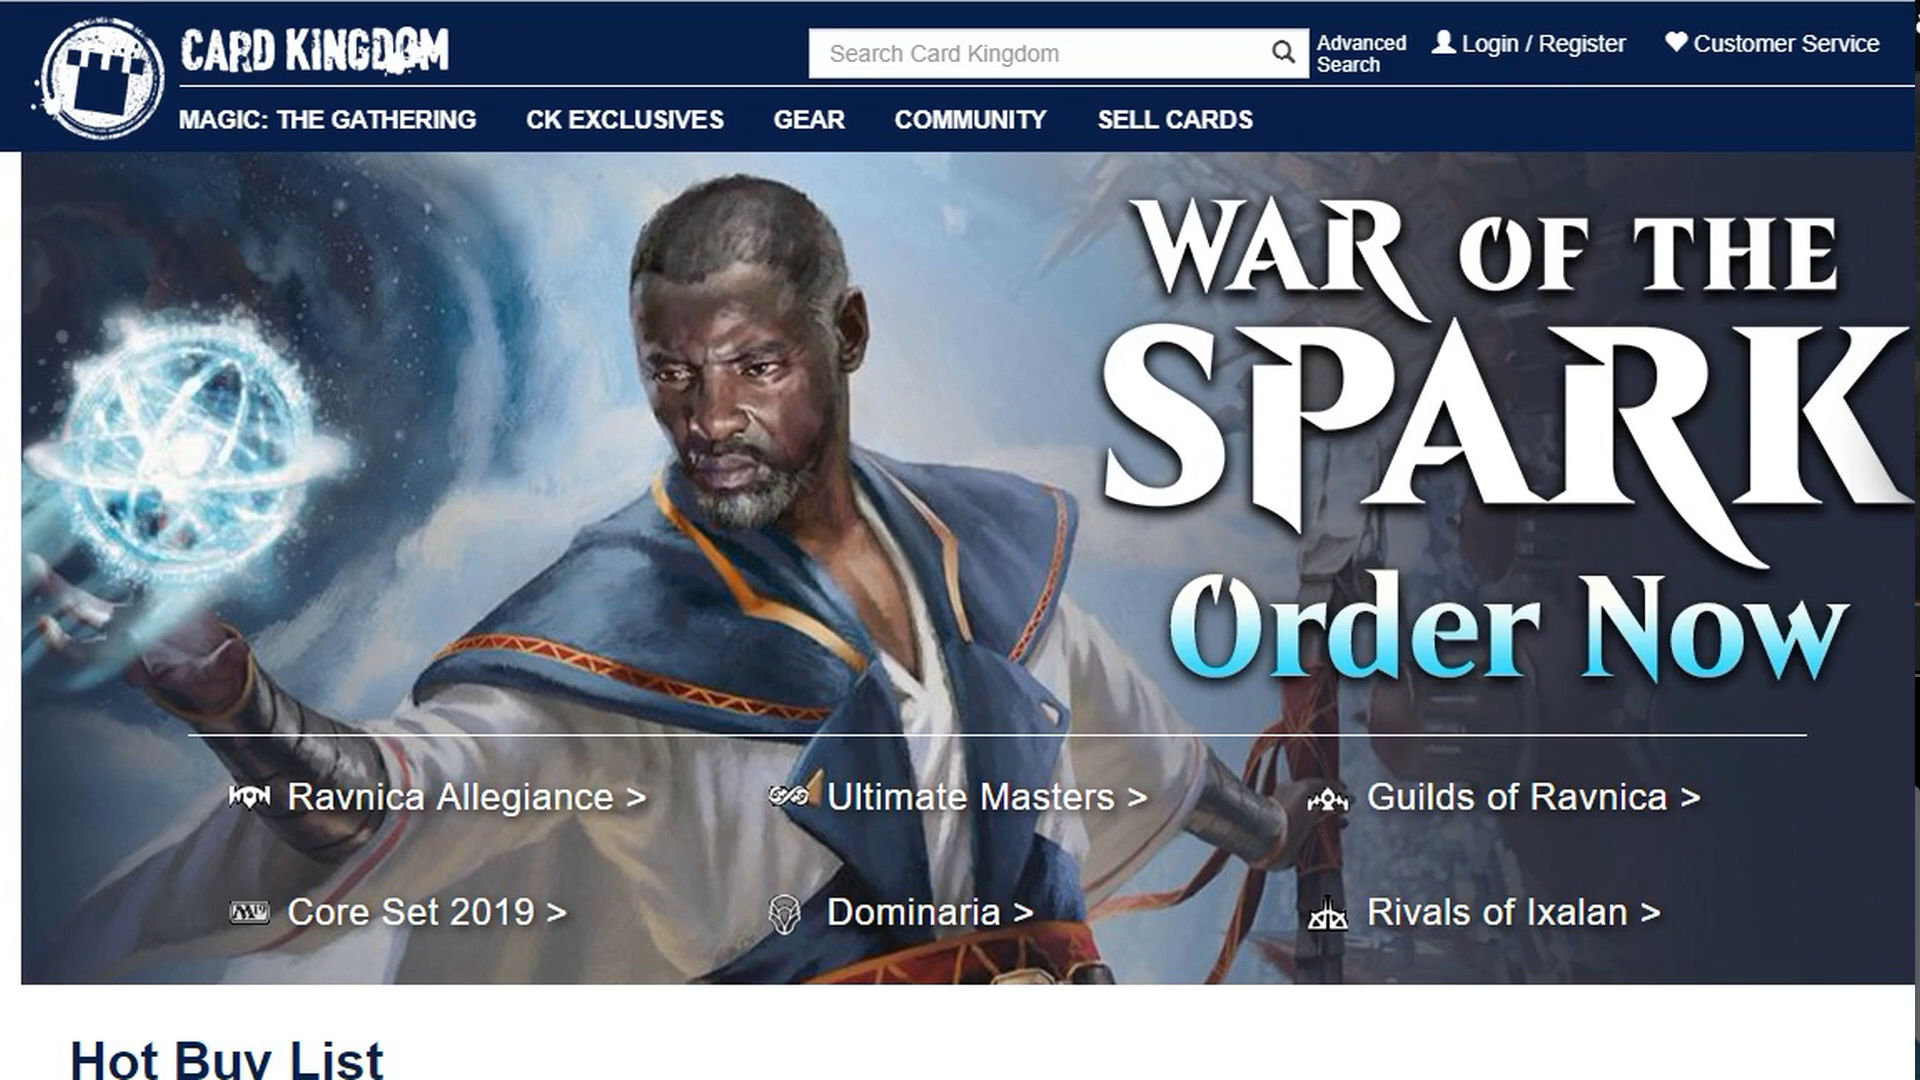 CARD KINGDOM
Search Card Kingdom
Advanced
Search
Login / Register
Customer Service
MAGIC: THE GATHERING
CK EXCLUSIVES
GEAR
COMMUNITY
SELL CARDS
WAR OF THE
SPARK
Order Now
Ravnica Allegiance >
Ultimate Masters >
Guilds of Ravnica >
Core Set 2019 >
Dominaria >
Rivals of Ixalan >
Hot Buy List